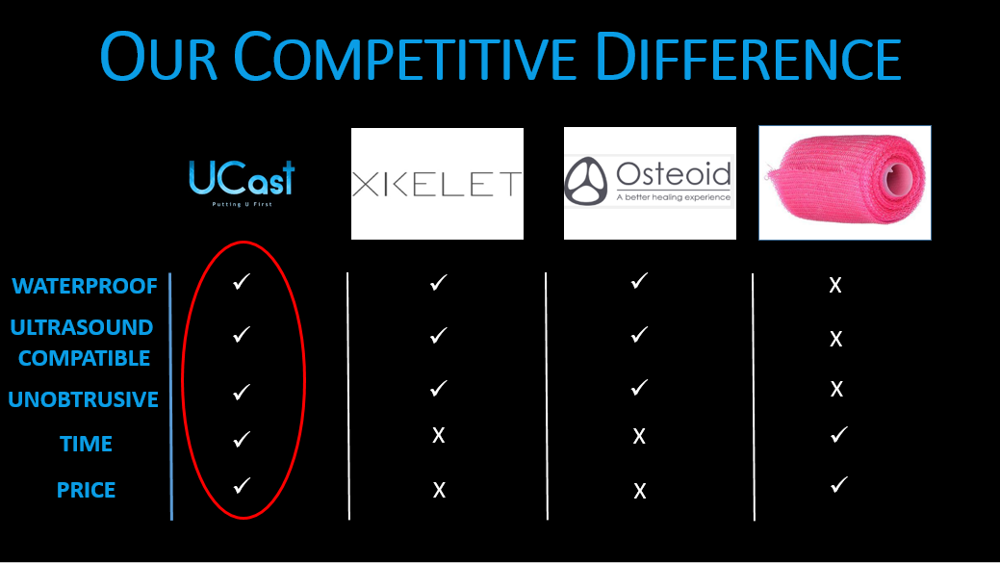 OUR COMPETITIVE DIFFERENCE
UCast
Putting U First
XKELET
Osteoid
A better healing experience
WATERPROOF ✓ ✓ ✓ X
ULTRASOUND
COMPATIBLE ✓ ✓ ✓ X
UNOBTRUSIVE ✓ ✓ ✓ X
TIME ✓ X X ✓
PRICE ✓ X X ✓